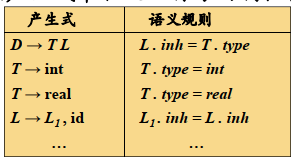 产生式 语义规则
D → T L L . inh = T . type
T → int T . type = int
T → real T . type = real
L → L₁ , id L₁ . inh = L . inh
… …